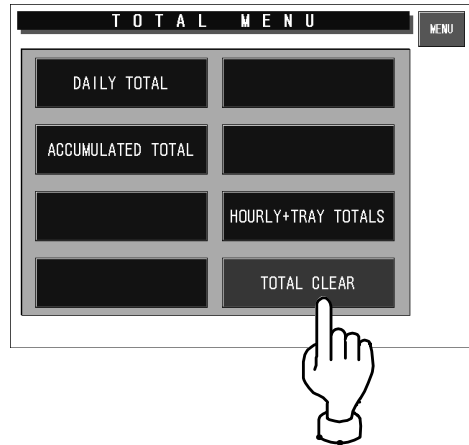 TOTAL MENU
MENU
DAILY TOTAL
ACCUMULATED TOTAL
HOURLY+TRAY TOTALS
TOTAL CLEAR